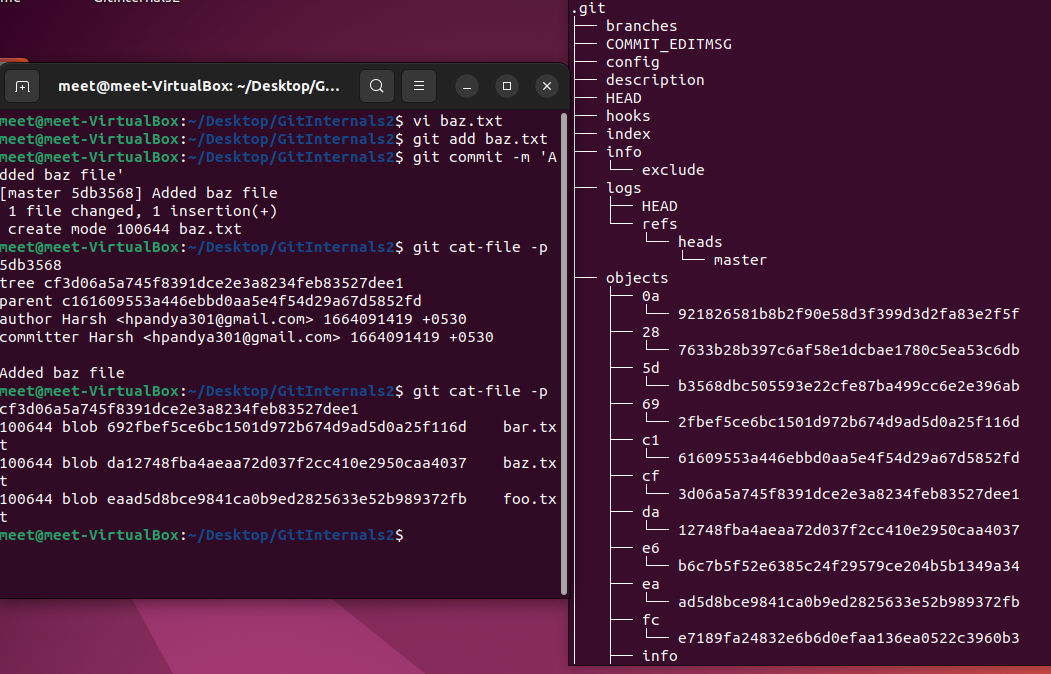 GitInternals2
meet@meet-VirtualBox: ~/Desktop/G...
meet@meet-VirtualBox:~/Desktop/GitInternals2$ vi baz.txt
meet@meet-VirtualBox:~/Desktop/GitInternals2$ git add baz.txt
meet@meet-VirtualBox:~/Desktop/GitInternals2$ git commit -m 'A
dded baz file'
[master 5db3568] Added baz file
1 file changed, 1 insertion(+)
create mode 100644 baz.txt
meet@meet-VirtualBox:~/Desktop/GitInternals2$ git cat-file -p
5db3568
tree cf3d06a5a745f8391dce2e3a8234feb83527dee1
parent c161609553a446ebbd0aa5e4f54d29a67d5852fd
author Harsh <hpandya301@gmail.com> 1664091419 +0530
committer Harsh <hpandya301@gmail.com> 1664091419 +0530
Added baz file
meet@meet-VirtualBox:~/Desktop/GitInternals2$ git cat-file -p
cf3d06a5a745f8391dce2e3a8234feb83527dee1
100644 blob 692fbef5ce6bc1501d972b674d9ad5d0a25f116d    bar.tx
t
100644 blob da12748fba4aeaa72d037f2cc410e2950caa4037    baz.tx
t
100644 blob eaad5d8bce9841ca0b9ed2825633e52b989372fb    foo.tx
t
meet@meet-VirtualBox:~/Desktop/GitInternals2$
.git
├── branches
├── COMMIT_EDITMSG
├── config
├── description
├── HEAD
├── hooks
├── index
├── info
│   └── exclude
├── logs
│   ├── HEAD
│   └── refs
│       └── heads
│           └── master
├── objects
│   ├── 0a
│   │   └── 921826581b8b2f90e58d3f399d3d2fa83e2f5f
│   ├── 28
│   │   └── 7633b28b397c6af58e1dcbae1780c5ea53c6db
│   ├── 5d
│   │   └── b3568dbc505593e22cfe87ba499cc6e2e396ab
│   ├── 69
│   │   └── 2fbef5ce6bc1501d972b674d9ad5d0a25f116d
│   ├── c1
│   │   └── 61609553a446ebbd0aa5e4f54d29a67d5852fd
│   ├── cf
│   │   └── 3d06a5a745f8391dce2e3a8234feb83527dee1
│   ├── da
│   │   └── 12748fba4aeaa72d037f2cc410e2950caa4037
│   ├── e6
│   │   └── b6c7b5f52e6385c24f29579ce204b5b1349a34
│   ├── ea
│   │   └── ad5d8bce9841ca0b9ed2825633e52b989372fb
│   ├── fc
│   │   └── e7189fa24832e6b6d0efaa136ea0522c3960b3
│   ├── info